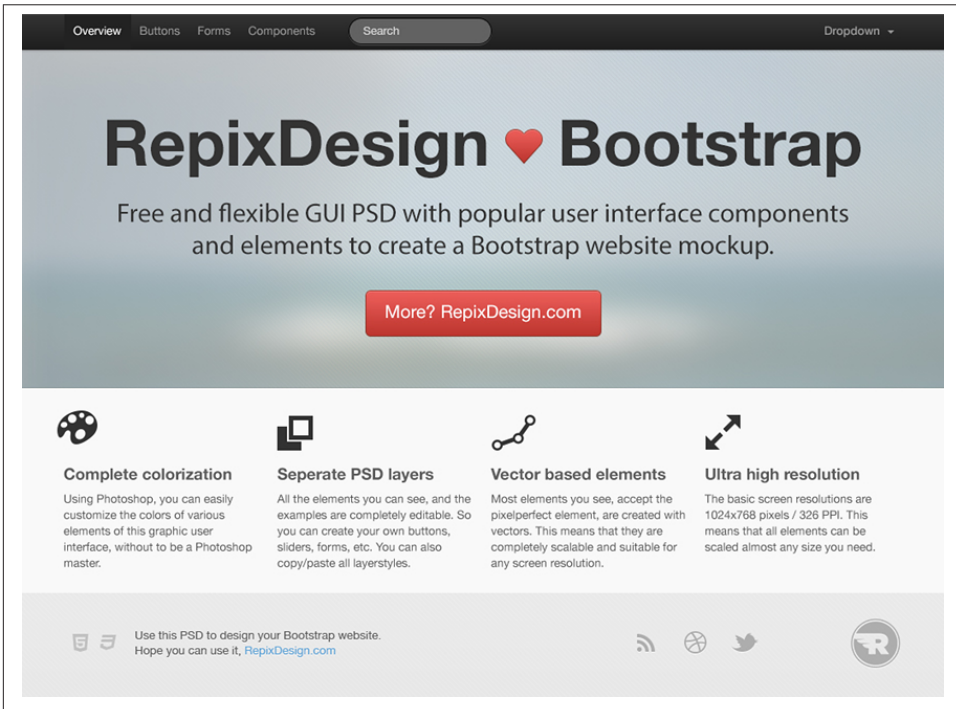 Overview Buttons Forms Components Search Dropdown
RepixDesign Bootstrap
Free and flexible GUI PSD with popular user interface components
and elements to create a Bootstrap website mockup.
More? RepixDesign.com
Complete colorization
Using Photoshop, you can easily
customize the colors of various
elements of this graphic user
interface, without to be a Photoshop
master.
Seperate PSD layers
All the elements you can see, and the
examples are completely editable. So
you can create your own buttons,
sliders, forms, etc. You can also
copy/paste all layerstyles.
Vector based elements
Most elements you see, accept the
pixelperfect element, are created with
vectors. This means that they are
completely scalable and suitable for
any screen resolution.
Ultra high resolution
The basic screen resolutions are
1024x768 pixels / 326 PPI. This
means that all elements can be
scaled almost any size you need.
Use this PSD to design your Bootstrap website.
Hope you can use it, RepixDesign.com
R